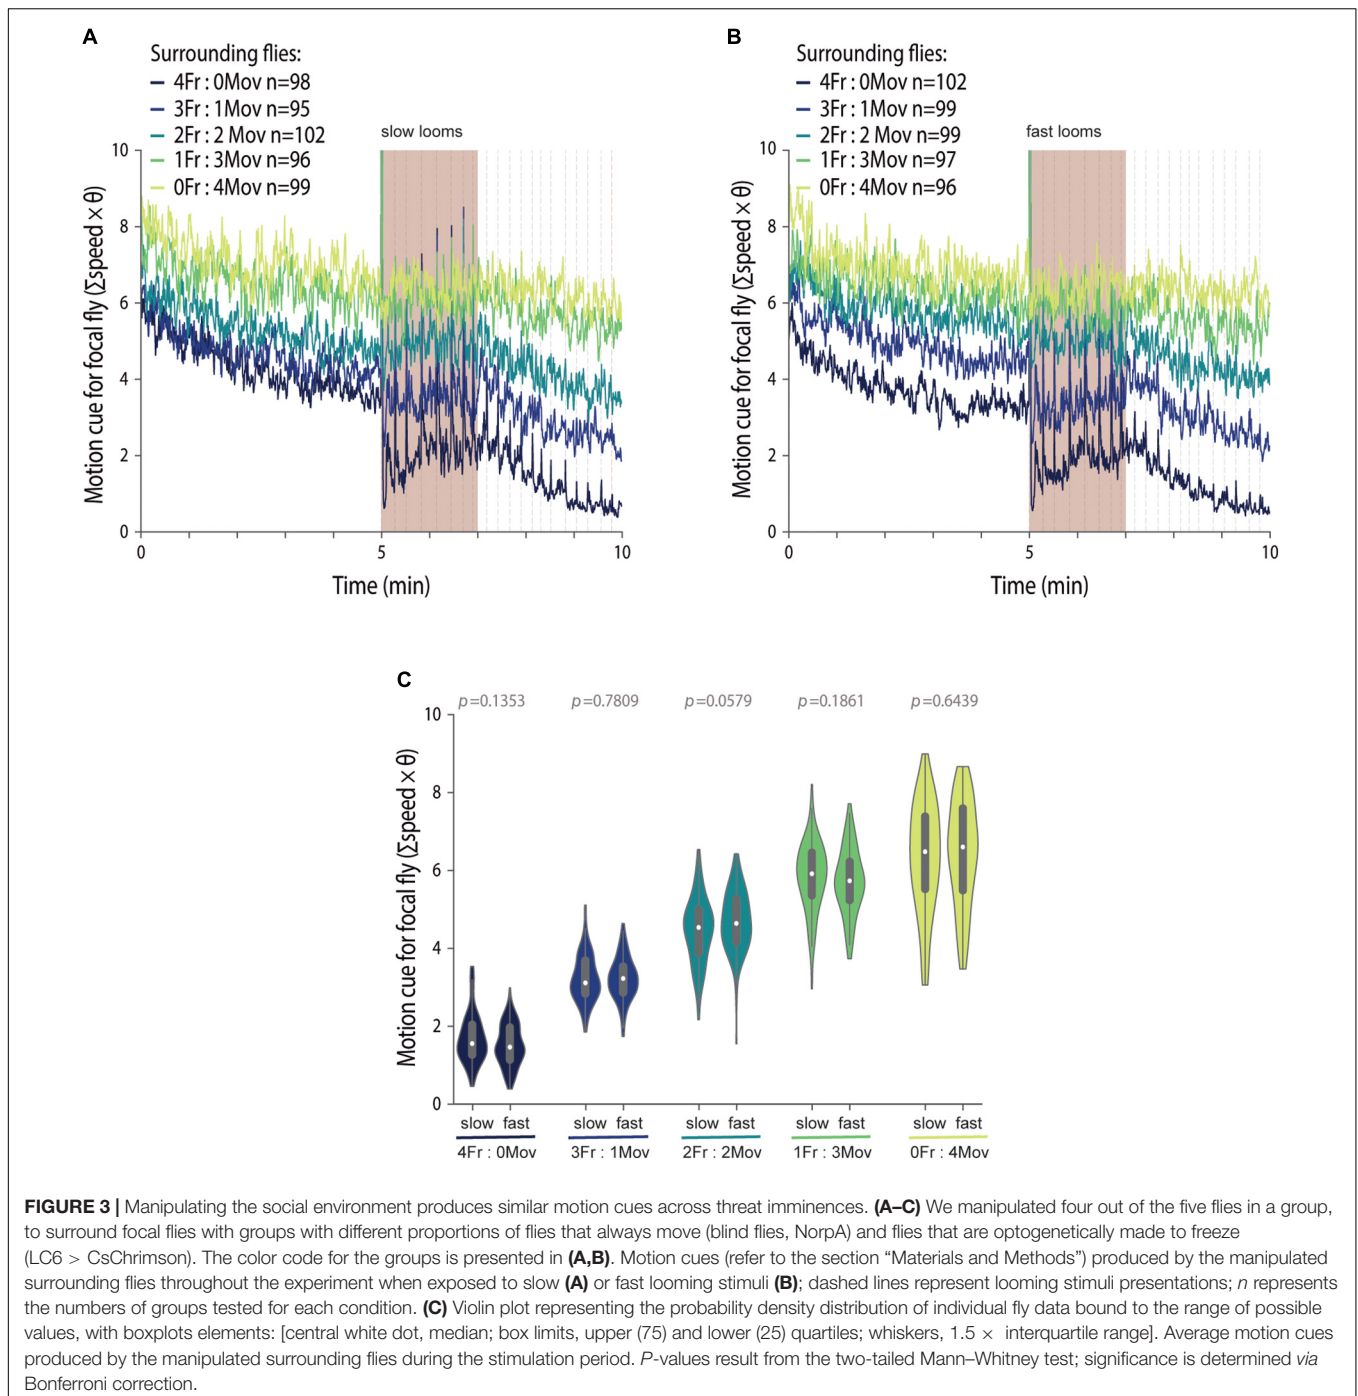 A
Surrounding flies:
4Fr : 0Mov n=98
3Fr : 1Mov n=95
2Fr : 2 Mov n=102
1Fr : 3Mov n=96
0Fr : 4Mov n=99
slow looms
10
8
6
4
2
0
Motion cue for focal fly (Σspeed × θ)
0
5
10
Time (min)
B
Surrounding flies:
4Fr : 0Mov n=102
3Fr : 1Mov n=99
2Fr : 2 Mov n=99
1Fr : 3Mov n=97
0Fr : 4Mov n=96
fast looms
10
8
6
4
2
0
Motion cue for focal fly (Σspeed × θ)
0
5
10
Time (min)
C
p=0.1353 p=0.7809 p=0.0579 p=0.1861 p=0.6439
10
8
6
4
2
0
Motion cue for focal fly (Σspeed × θ)
slow fast slow fast slow fast slow fast slow fast
4Fr : 0Mov 3Fr : 1Mov 2Fr : 2Mov 1Fr : 3Mov 0Fr : 4Mov
FIGURE 3 | Manipulating the social environment produces similar motion cues across threat imminences. (A–C) We manipulated four out of the five flies in a group,
to surround focal flies with groups with different proportions of flies that always move (blind flies, NorpA) and flies that are optogenetically made to freeze
(LC6 > CsChrimson). The color code for the groups is presented in (A,B). Motion cues (refer to the section “Materials and Methods”) produced by the manipulated
surrounding flies throughout the experiment when exposed to slow (A) or fast looming stimuli (B); dashed lines represent looming stimuli presentations; n represents
the numbers of groups tested for each condition. (C) Violin plot representing the probability density distribution of individual fly data bound to the range of possible
values, with boxplots elements: [central white dot, median; box limits, upper (75) and lower (25) quartiles; whiskers, 1.5 × interquartile range]. Average motion cues
produced by the manipulated surrounding flies during the stimulation period. P-values result from the two-tailed Mann–Whitney test; significance is determined via
Bonferroni correction.